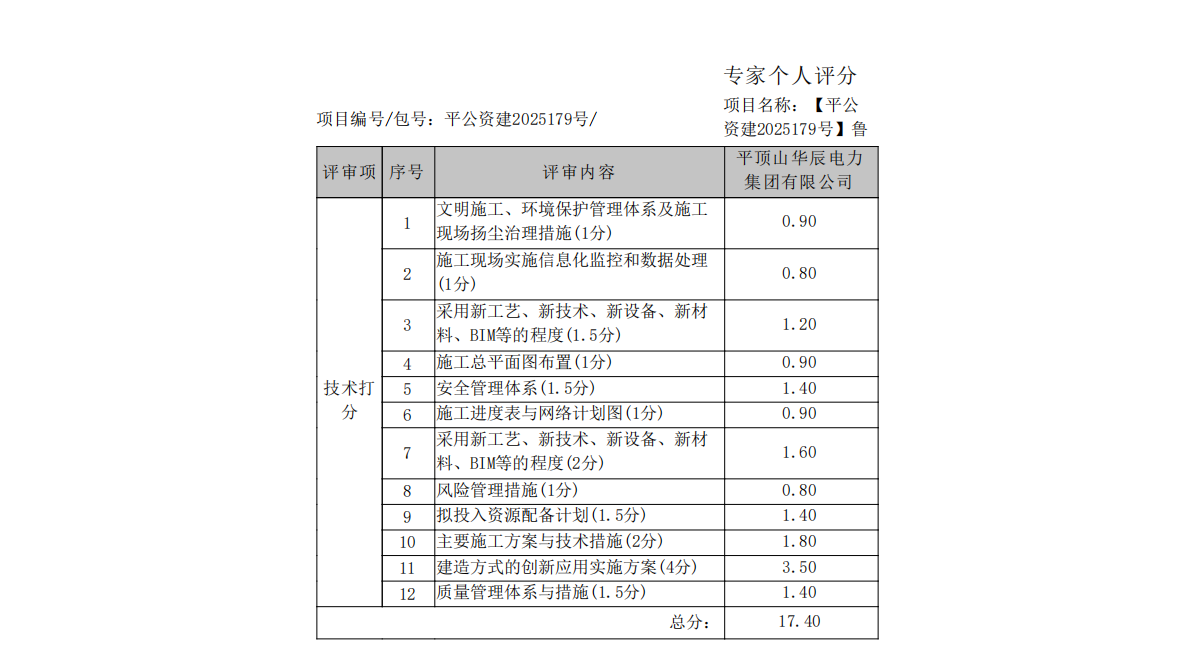 专家个人评分
项目编号/包号：平公资建2025179号/
项目名称：【平公
资建2025179号】鲁
评审项 序号 评审内容 平顶山华辰电力
集团有限公司
技术打
分
1 文明施工、环境保护管理体系及施工
现场扬尘治理措施(1分) 0.90
2 施工现场实施信息化监控和数据处理
(1分) 0.80
3 采用新工艺、新技术、新设备、新材
料、BIM等的程度(1.5分) 1.20
4 施工总平面图布置(1分) 0.90
5 安全管理体系(1.5分) 1.40
6 施工进度表与网络计划图(1分) 0.90
7 采用新工艺、新技术、新设备、新材
料、BIM等的程度(2分) 1.60
8 风险管理措施(1分) 0.80
9 拟投入资源配备计划(1.5分) 1.40
10 主要施工方案与技术措施(2分) 1.80
11 建造方式的创新应用实施方案(4分) 3.50
12 质量管理体系与措施(1.5分) 1.40
总分： 17.40